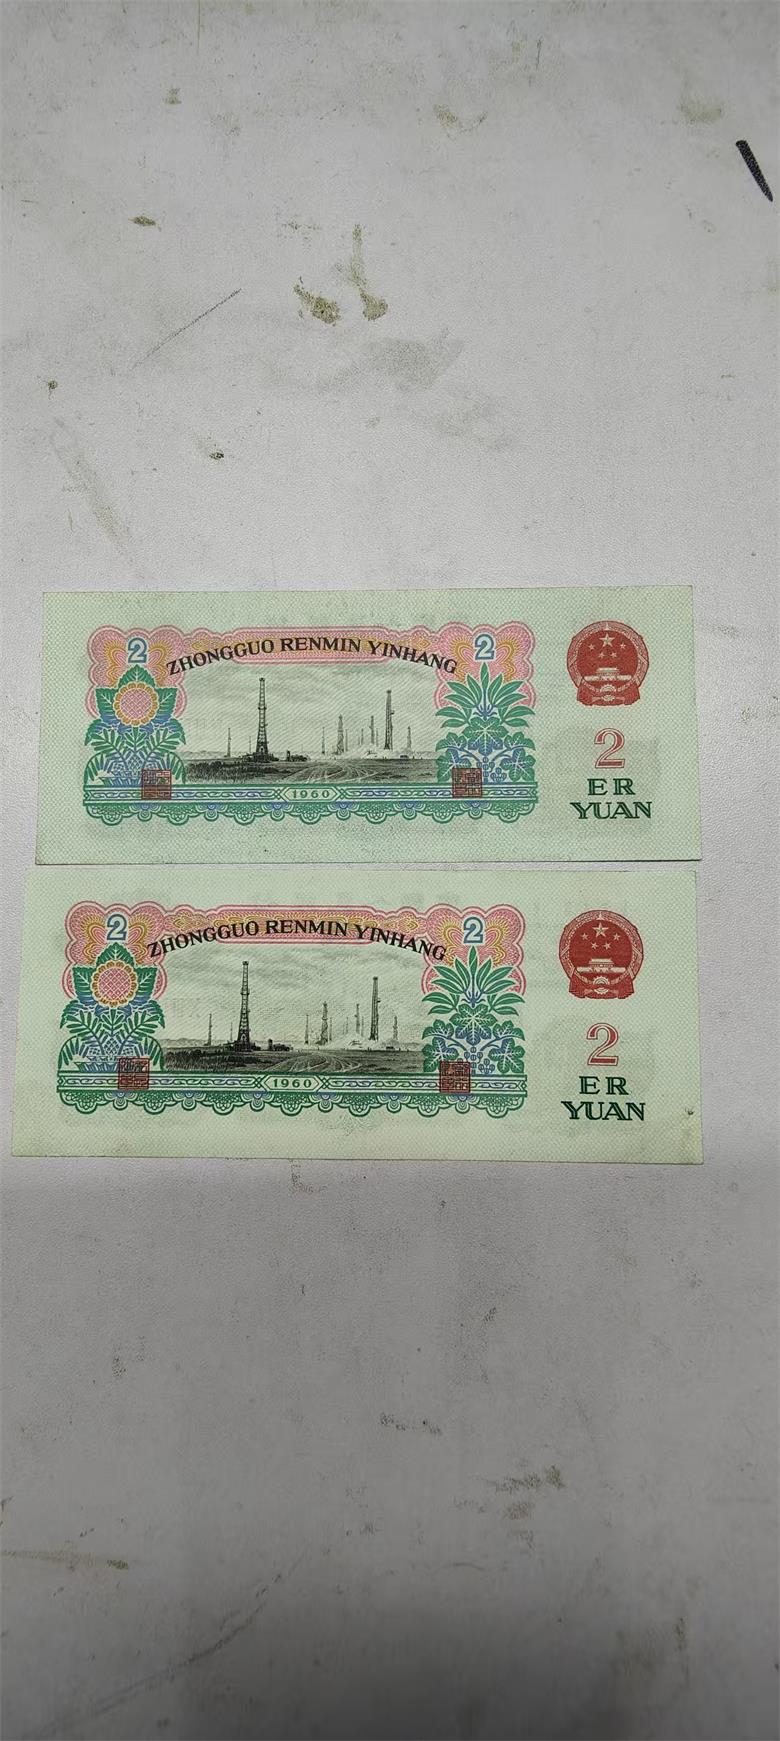 2 ZHONGGUO RENMIN YINHANG 2
2
ER
YUAN
1960
2 ZHONGGUO RENMIN YINHANG 2
2
ER
YUAN
1960